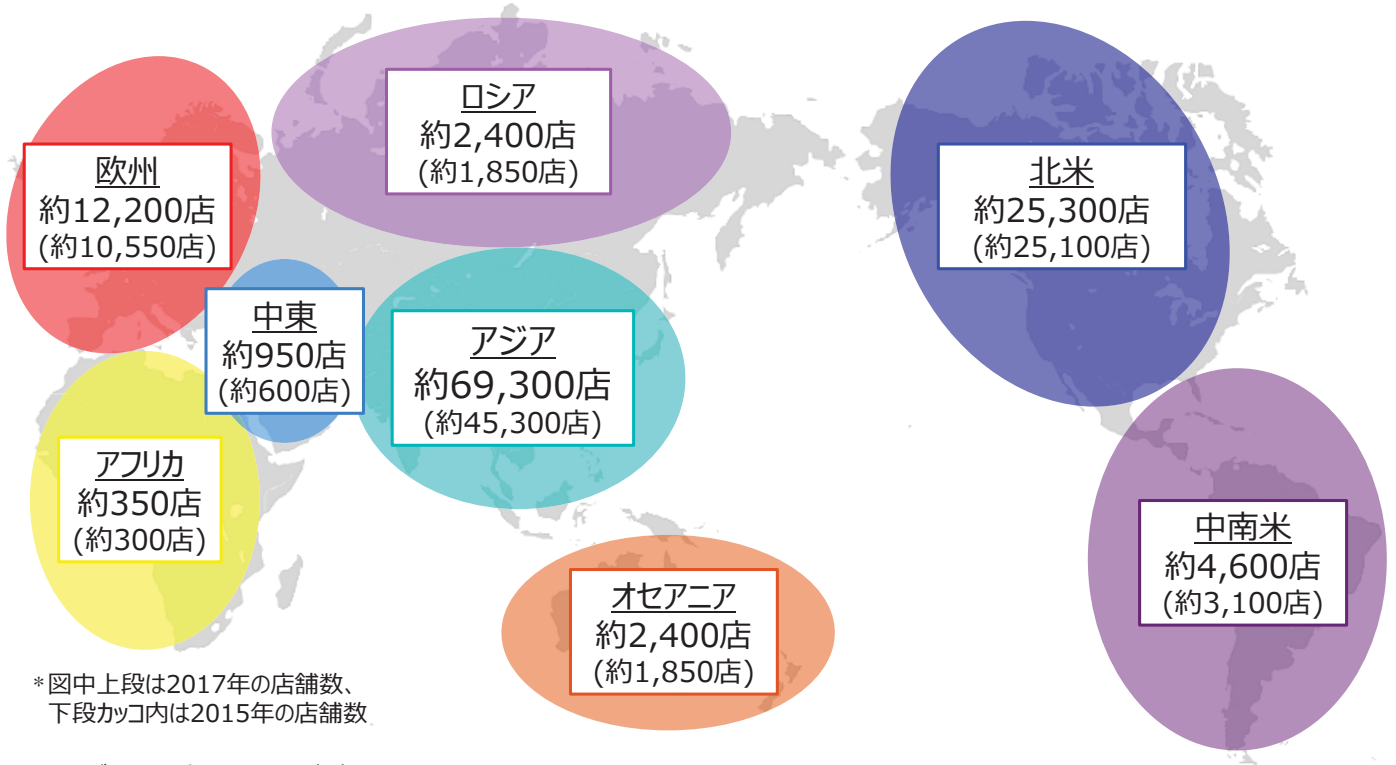 ロシア
約2,400店
(約1,850店)
欧州
約12,200店
(約10,550店)
北米
約25,300店
(約25,100店)
中東
約950店
(約600店)
アジア
約69,300店
(約45,300店)
アフリカ
約350店
(約300店)
中南米
約4,600店
(約3,100店)
オセアニア
約2,400店
(約1,850店)
*図中上段は2017年の店舗数、
下段カッコ内は2015年の店舗数